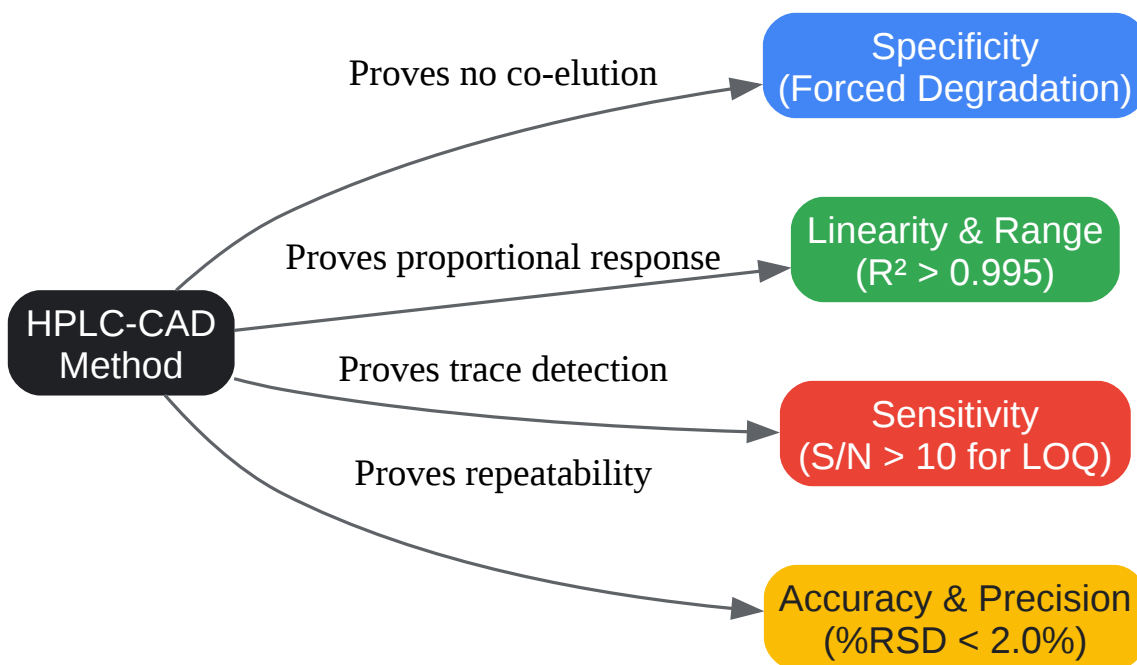 Proves no co-elution
Specificity
(Forced Degradation)
Proves proportional response
Linearity & Range
(R² > 0.995)
HPLC-CAD
Method
Proves trace detection
Sensitivity
(S/N > 10 for LOQ)
Proves repeatability
Accuracy & Precision
(%RSD < 2.0%)